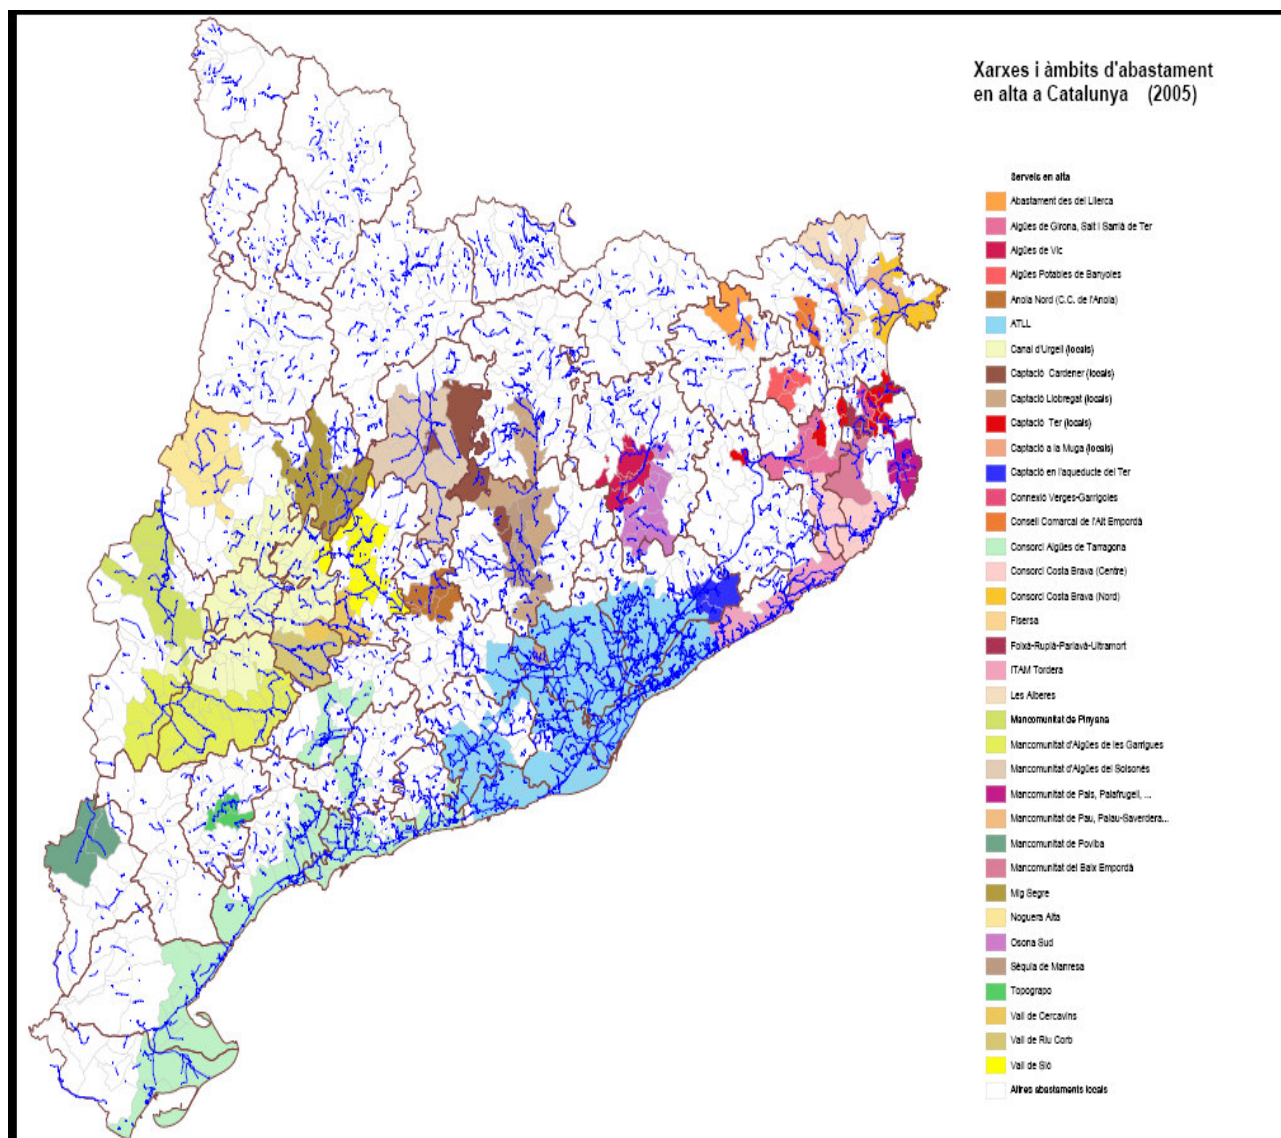 Xarxes i àmbits d'abastament
en alta a Catalunya (2005)
Serveis en alta
Abastament des del Llierca
Aigües de Girona, Salt i Sarrià de Ter
Aigües de Vic
Aigües Potables de Banyoles
Anoia Nord (C.C. de l'Anoia)
ATLL
Canal d'Urgell (locals)
Captació Cardener (locals)
Captació Llobregat (locals)
Captació Ter (locals)
Captació a la Muga (locals)
Captació en l'aqueducte del Ter
Connexió Verges-Garrigoles
Consell Comarcal de l'Alt Empordà
Consorci Aigües de Tarragona
Consorci Costa Brava (Centre)
Consorci Costa Brava (Nord)
Fisersa
Foixà-Rupià-Parlavà-Ultramort
ITAM Tordera
Les Alberes
Mancomunitat de Pinyana
Mancomunitat d'Aigües de les Garrigues
Mancomunitat d'Aigües del Solsonès
Mancomunitat de Pals, Palafrugell, ...
Mancomunitat de Pau, Palau-Saverdera...
Mancomunitat de Poviba
Mancomunitat del Baix Empordà
Mig Segre
Noguera Alta
Osona Sud
Sèquia de Manresa
Topograpo
Vall de Cercavins
Vall de Riu Corb
Vall de Sió
Altres abastaments locals